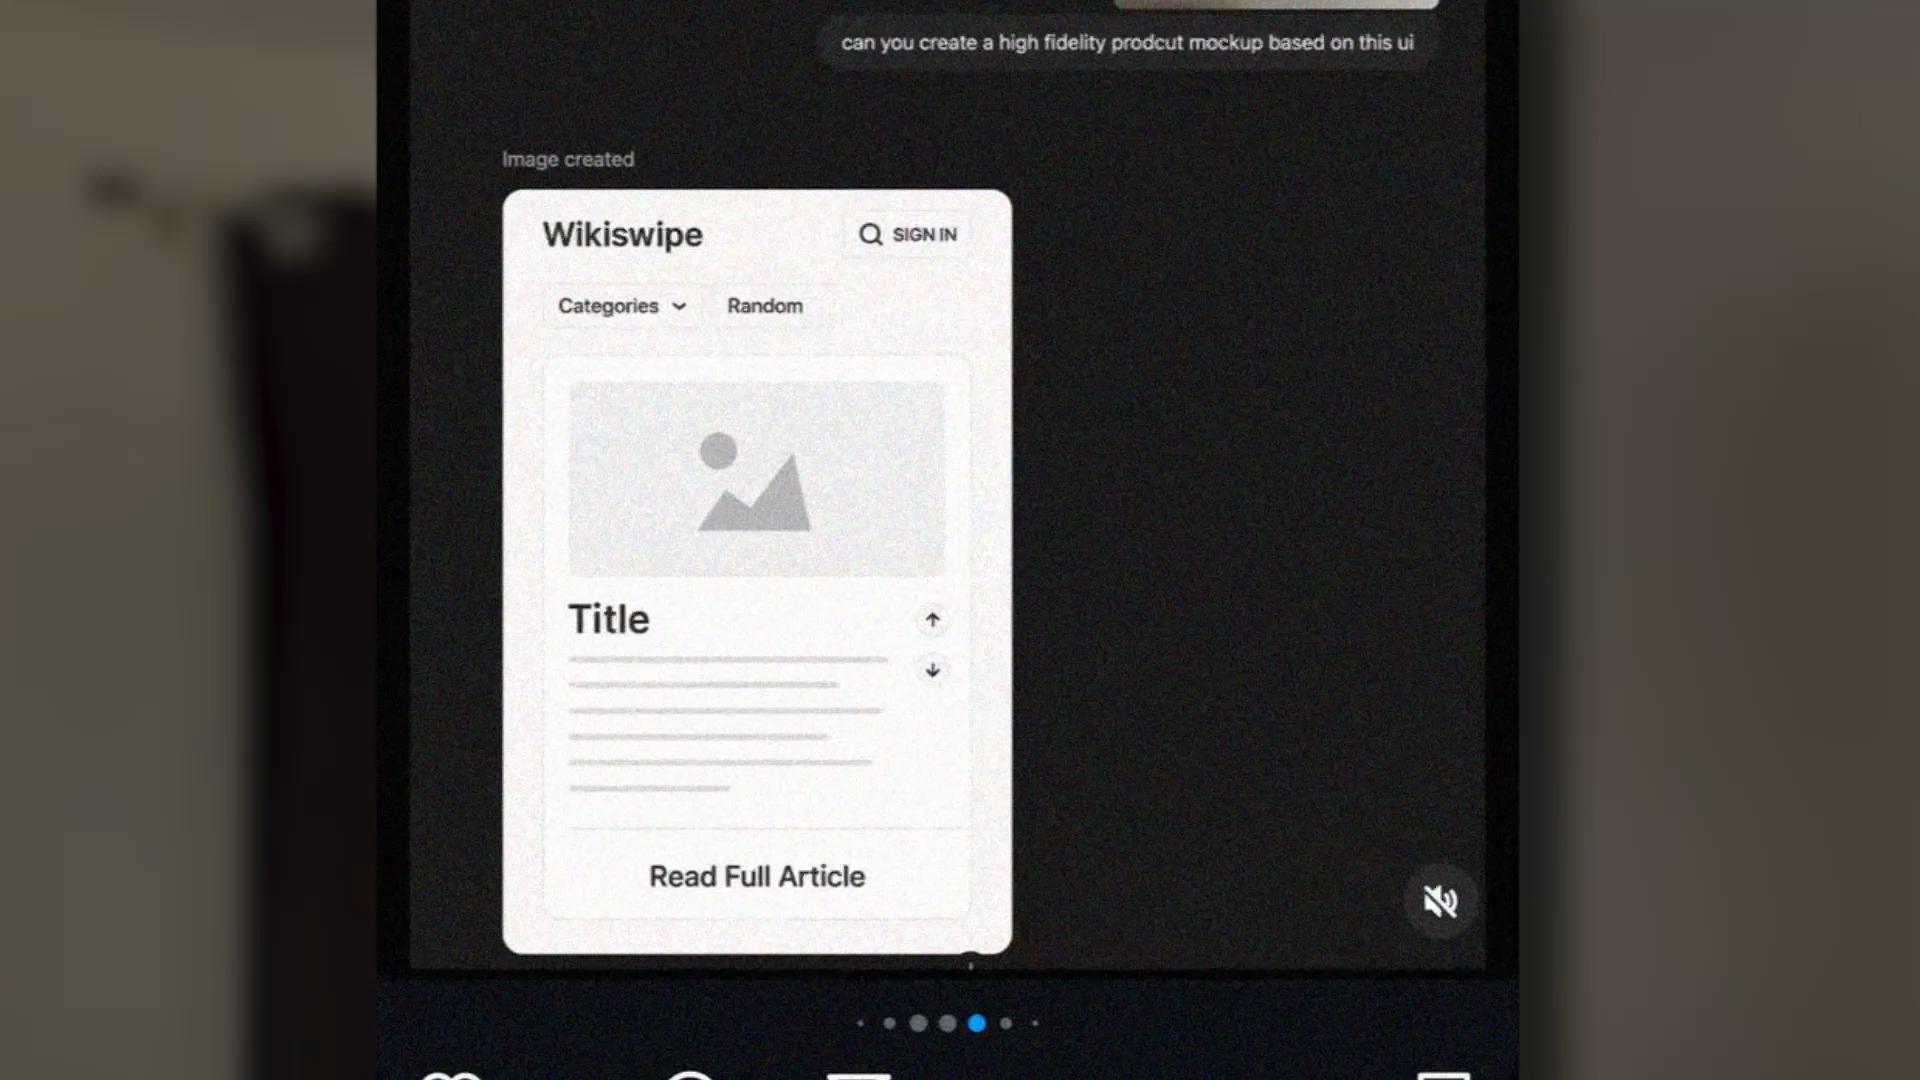 can you create a high fidelity prodcut mockup based on this ui
Image created
Wikiswipe
SIGN IN
Categories
Random
Title
Read Full Article